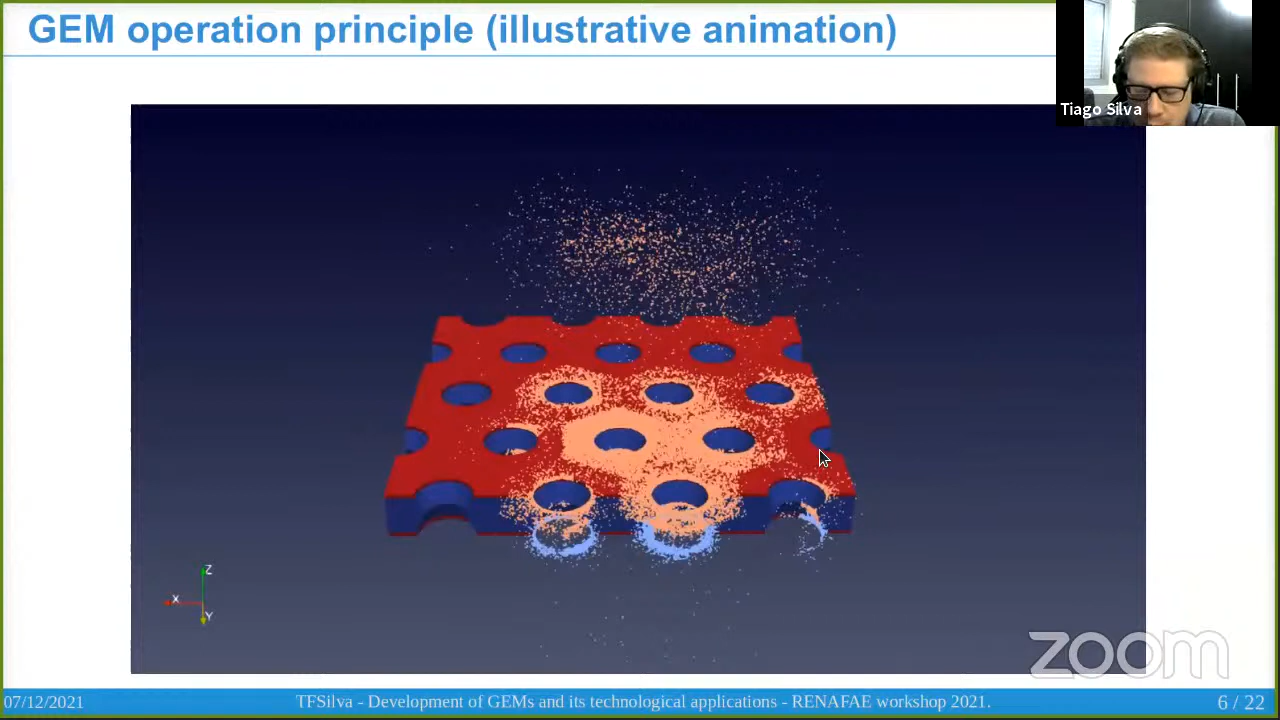 GEM operation principle (illustrative animation)
Tiago Silva
Z
X
Y
zoom
07/12/2021
TFSilva - Development of GEMs and its technological applications - RENAFAE workshop 2021.
6 / 22